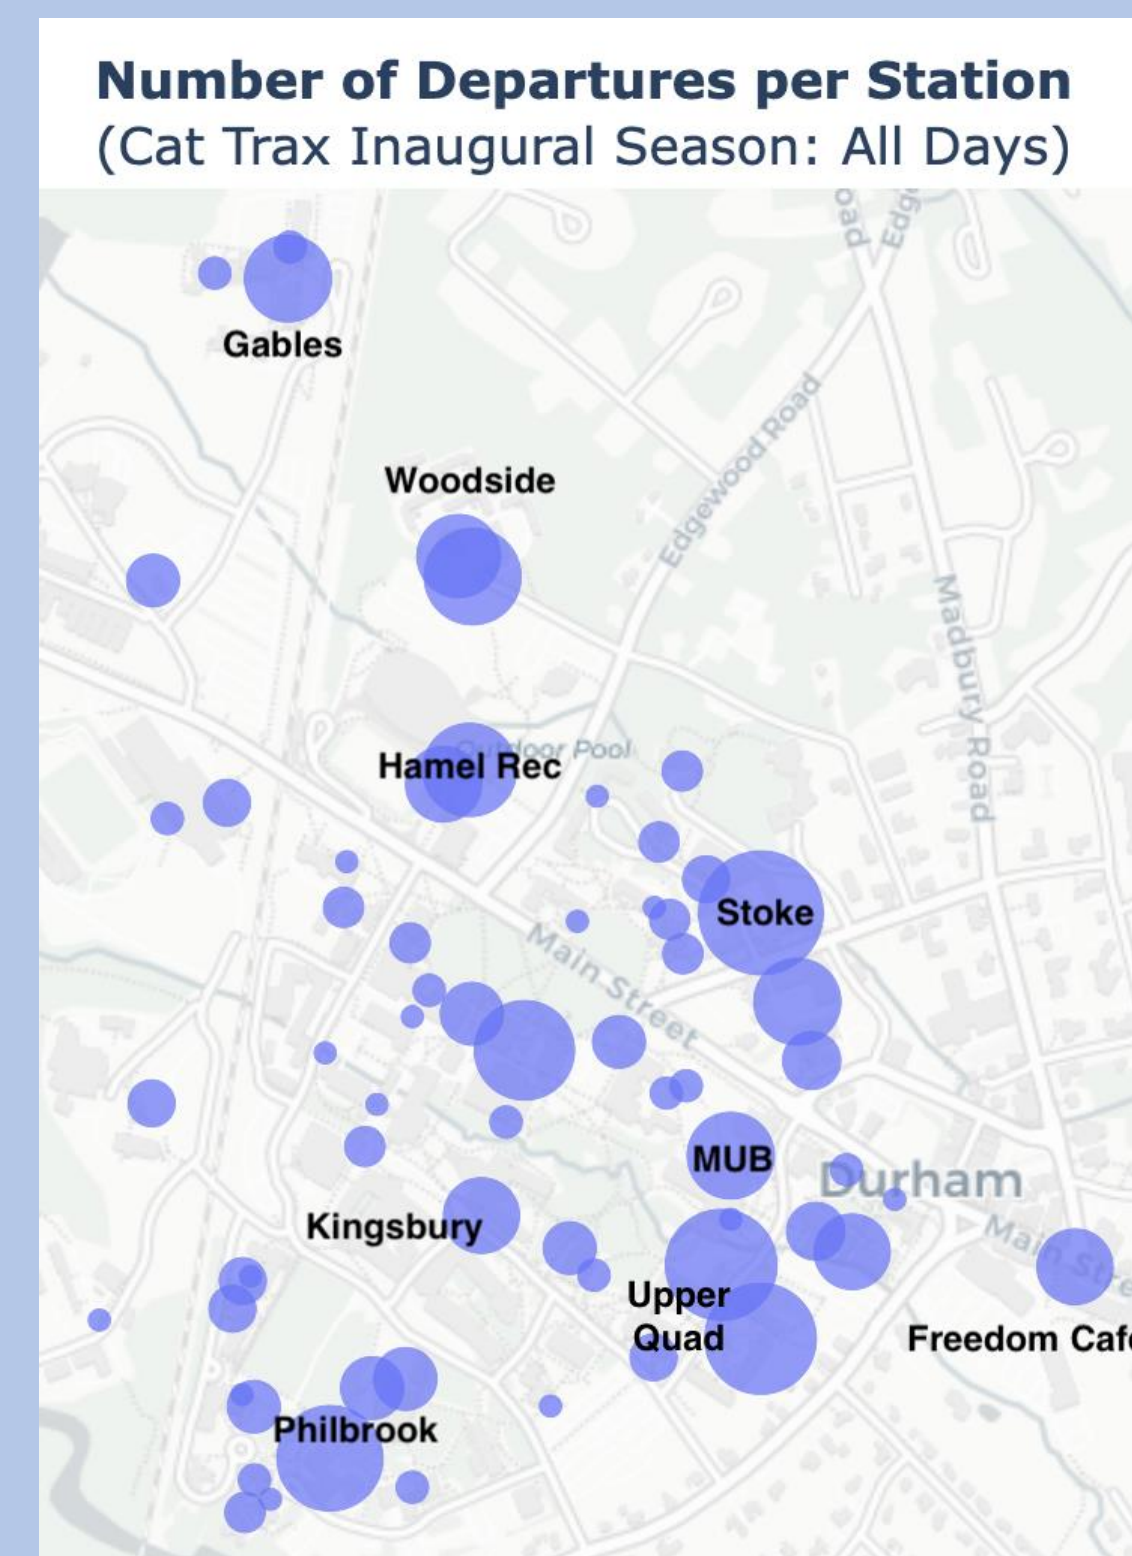 Number of Departures per Station
(Cat Trax Inaugural Season: All Days)
Gables
Woodside
Edgewood Road
Madbury Road
Outdoor Pool
Hamel Rec
Stoke
Main Street
MUB
Durham
Kingsbury
Main Stre
Upper
Quad
Freedom Caf
Philbrook